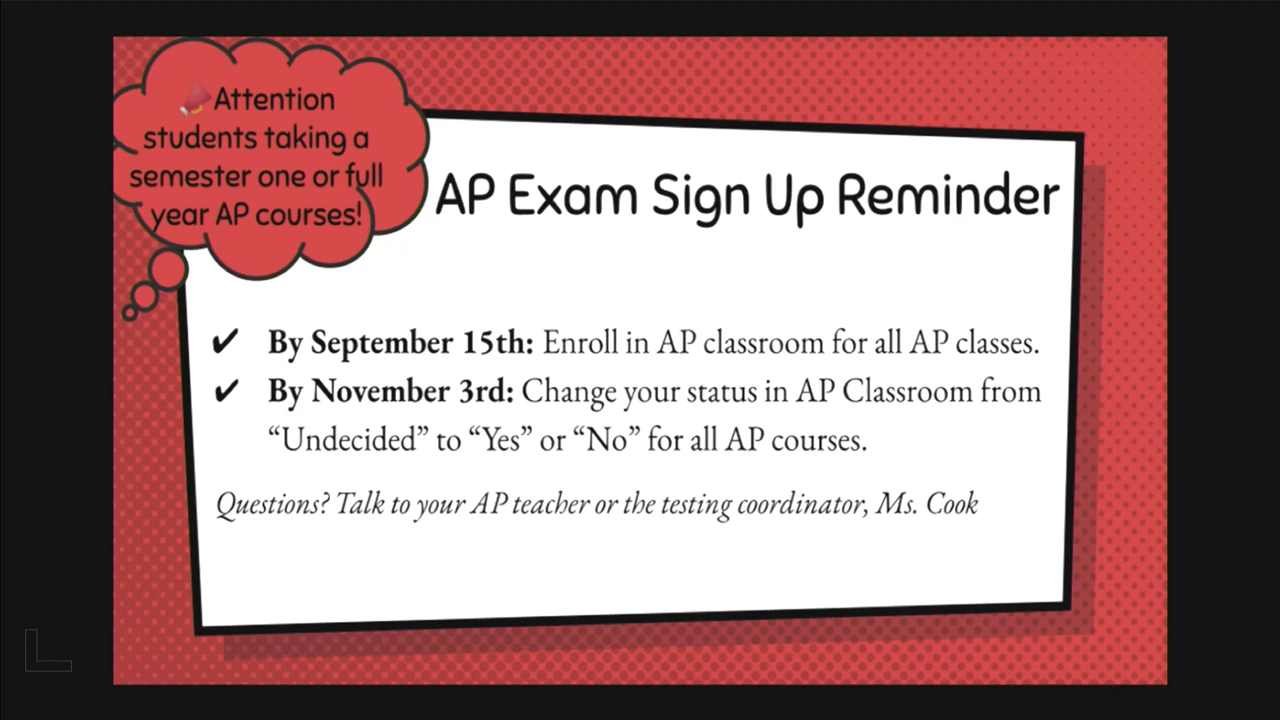 📣Attention
students taking a
semester one or full
year AP courses!
AP Exam Sign Up Reminder
✔ By September 15th: Enroll in AP classroom for all AP classes.
✔ By November 3rd: Change your status in AP Classroom from
“Undecided” to “Yes” or “No” for all AP courses.
Questions? Talk to your AP teacher or the testing coordinator, Ms. Cook